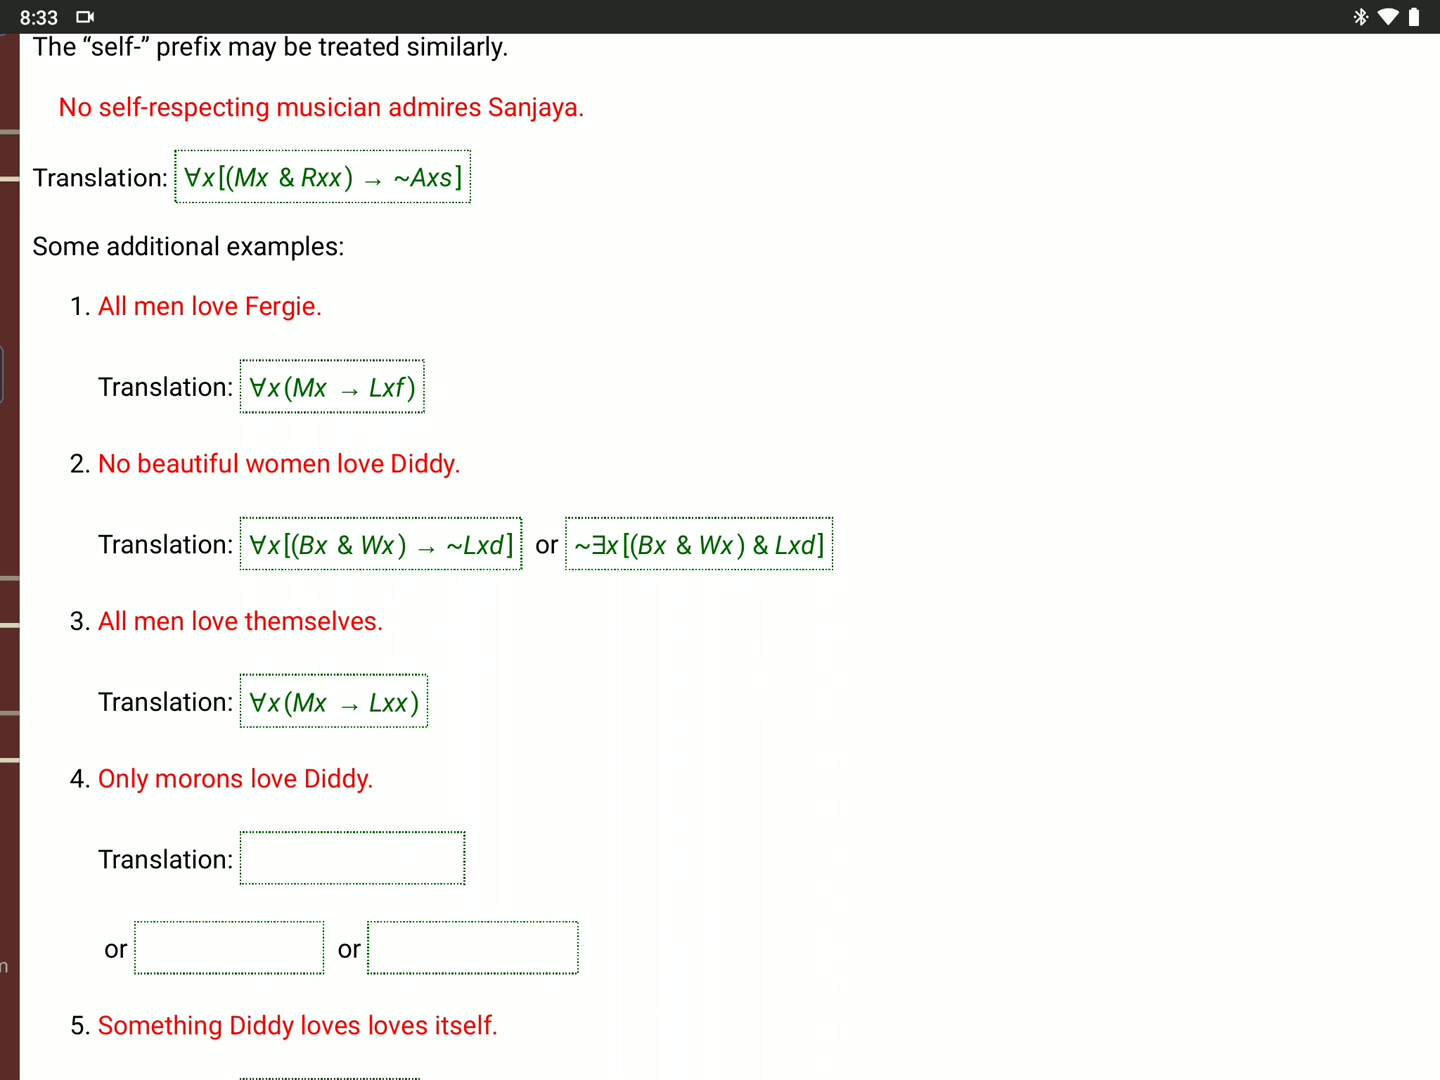 8:33
The “self-” prefix may be treated similarly.
No self-respecting musician admires Sanjaya.
Translation: ∀x[(Mx & Rxx) → ~Axs]
Some additional examples:
1. All men love Fergie.
Translation: ∀x(Mx → Lxf)
2. No beautiful women love Diddy.
Translation: ∀x[(Bx & Wx) → ~Lxd] or ~∃x[(Bx & Wx) & Lxd]
3. All men love themselves.
Translation: ∀x(Mx → Lxx)
4. Only morons love Diddy.
Translation:
or or
5. Something Diddy loves loves itself.